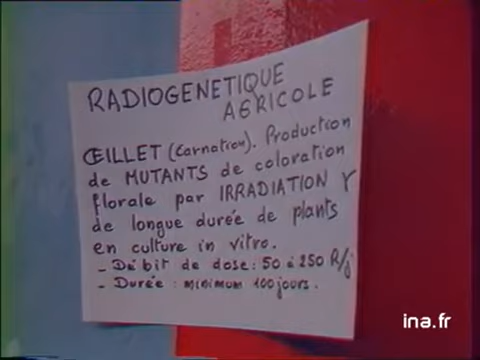 RADIOGENETIQUE
AGRICOLE
ŒILLET (Carnation). Production
de MUTANTS de coloration
florale par IRRADIATION γ
de longue durée de plants
en culture in vitro.
- Débit de dose : 50 à 250 R/j
- Durée : minimum 100 jours.
ina.fr